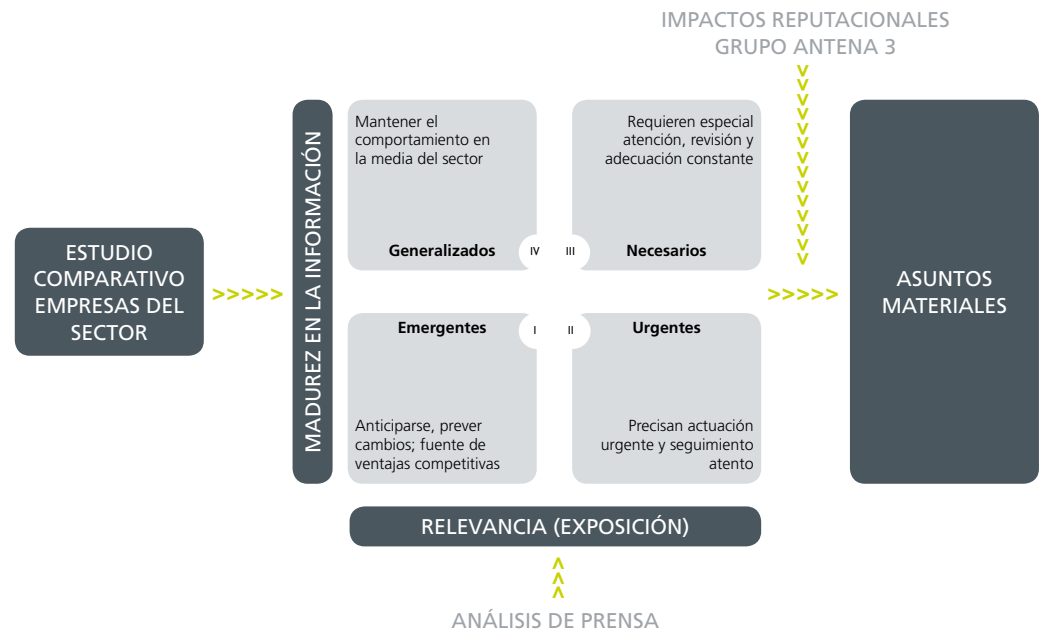 IMPACTOS REPUTACIONALES
GRUPO ANTENA 3
>>>>>>>>>>>>>>
ESTUDIO
COMPARATIVO
EMPRESAS DEL
SECTOR
>>>>>
MADUREZ EN LA INFORMACIÓN
Mantener el
comportamiento en
la media del sector
Generalizados
IV
Requieren especial
atención, revisión y
adecuación constante
III
Necesarios
Emergentes
I
Anticiparse, prever
cambios; fuente de
ventajas competitivas
II
Urgentes
Precisan actuación
urgente y seguimiento
atento
>>>>>
ASUNTOS
MATERIALES
RELEVANCIA (EXPOSICIÓN)
>>>
ANÁLISIS DE PRENSA